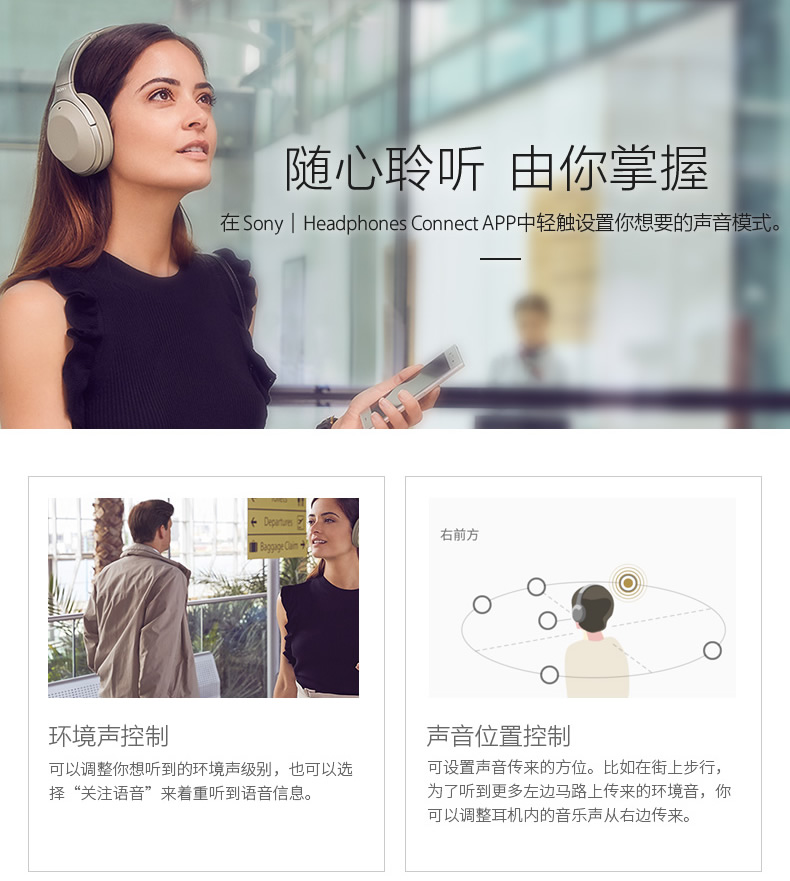 随心聆听 由你掌握
在 Sony｜Headphones Connect APP中轻触设置你想要的声音模式。
Departures
Baggage Claim
环境声控制
可以调整你想听到的环境声级别，也可以选
择“关注语音”来着重听到语音信息。
右前方
声音位置控制
可设置声音传来的方位。比如在街上步行，
为了听到更多左边马路上传来的环境音，你
可以调整耳机内的音乐声从右边传来。